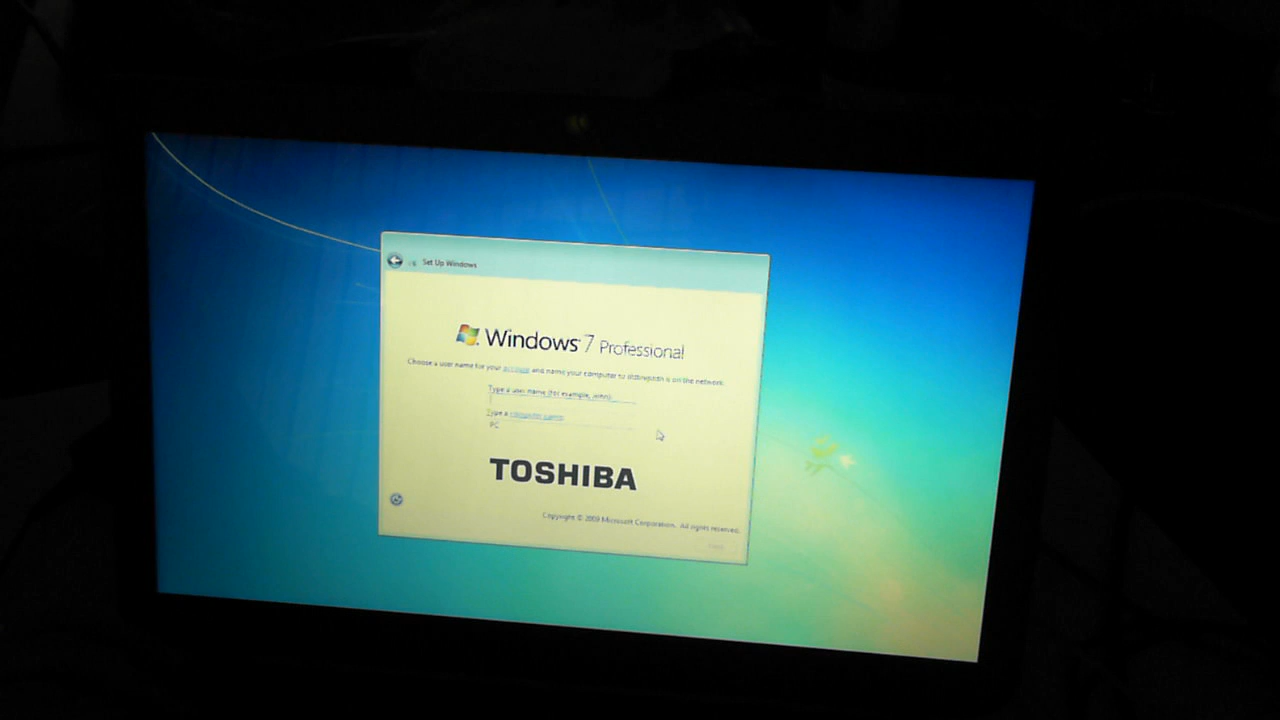 Set Up Windows
Windows 7 Professional
Choose a user name for your account and name your computer to distinguish it on the network.
Type a user name (for example, John):
Type a computer name:
PC
TOSHIBA
Copyright © 2009 Microsoft Corporation. All rights reserved.